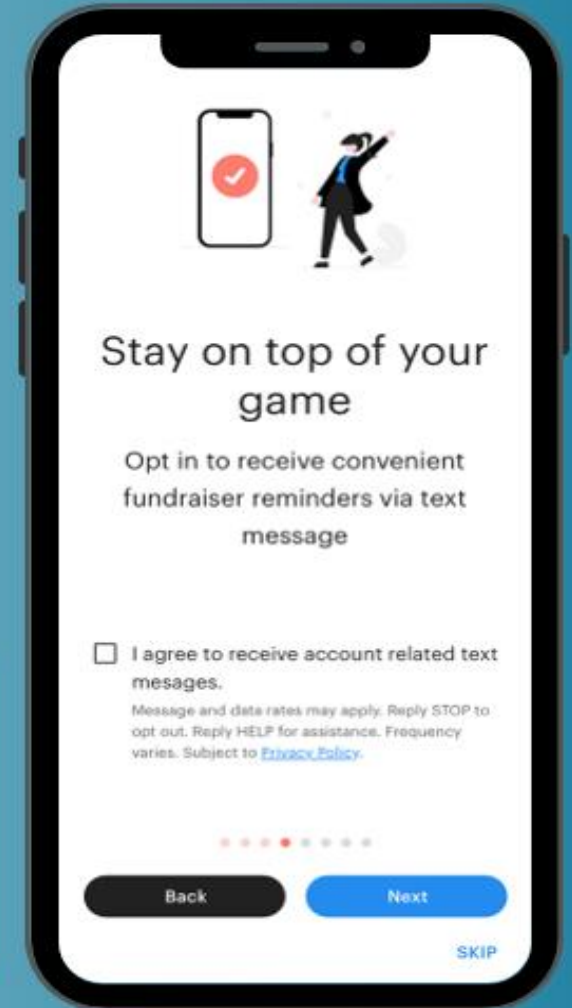 Stay on top of your
game
Opt in to receive convenient
fundraiser reminders via text
message
I agree to receive account related text
mesages.
Message and data rates may apply. Reply STOP to
opt out. Reply HELP for assistance. Frequency
varies. Subject to Privacy Policy.
Back
Next
SKIP